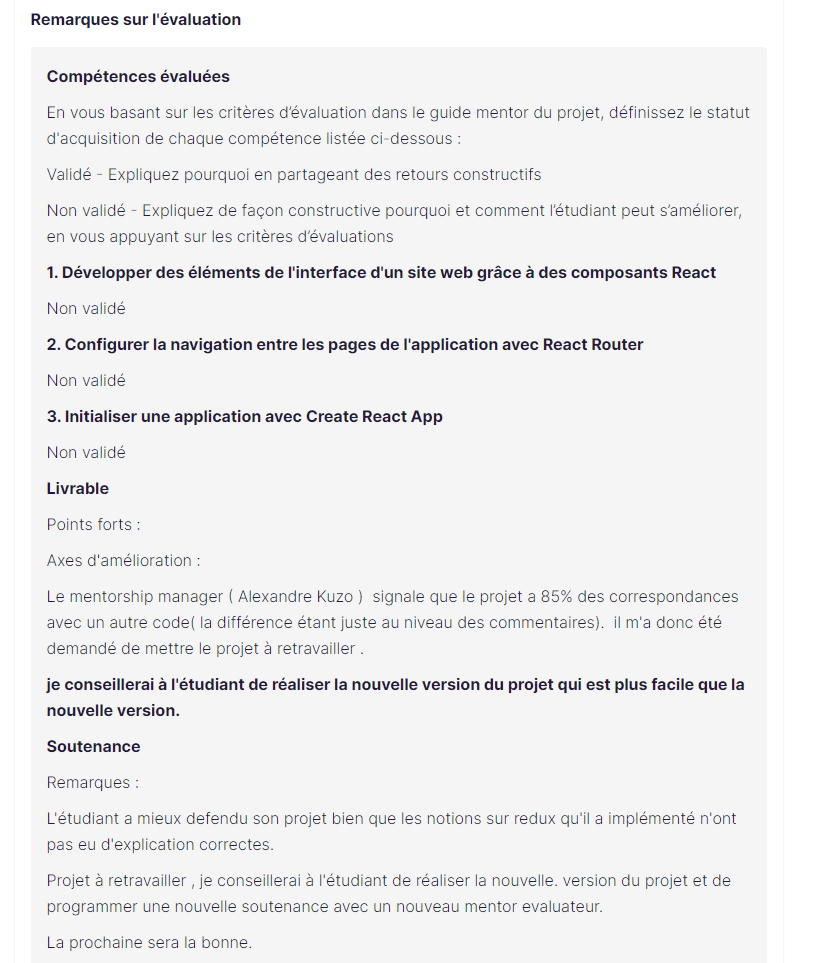 Remarques sur l'évaluation
Compétences évaluées
En vous basant sur les critères d’évaluation dans le guide mentor du projet, définissez le statut
d'acquisition de chaque compétence listée ci-dessous :
Validé - Expliquez pourquoi en partageant des retours constructifs
Non validé - Expliquez de façon constructive pourquoi et comment l’étudiant peut s’améliorer,
en vous appuyant sur les critères d’évaluations
1. Développer des éléments de l'interface d'un site web grâce à des composants React
Non validé
2. Configurer la navigation entre les pages de l'application avec React Router
Non validé
3. Initialiser une application avec Create React App
Non validé
Livrable
Points forts :
Axes d'amélioration :
Le mentorship manager ( Alexandre Kuzo )  signale que le projet a 85% des correspondances
avec un autre code( la différence étant juste au niveau des commentaires).  il m'a donc été
demandé de mettre le projet à retravailler .
je conseillerai à l'étudiant de réaliser la nouvelle version du projet qui est plus facile que la
nouvelle version.
Soutenance
Remarques :
L'étudiant a mieux defendu son projet bien que les notions sur redux qu'il a implémenté n'ont
pas eu d'explication correctes.
Projet à retravailler , je conseillerai à l'étudiant de réaliser la nouvelle. version du projet et de
programmer une nouvelle soutenance avec un nouveau mentor evaluateur.
La prochaine sera la bonne.